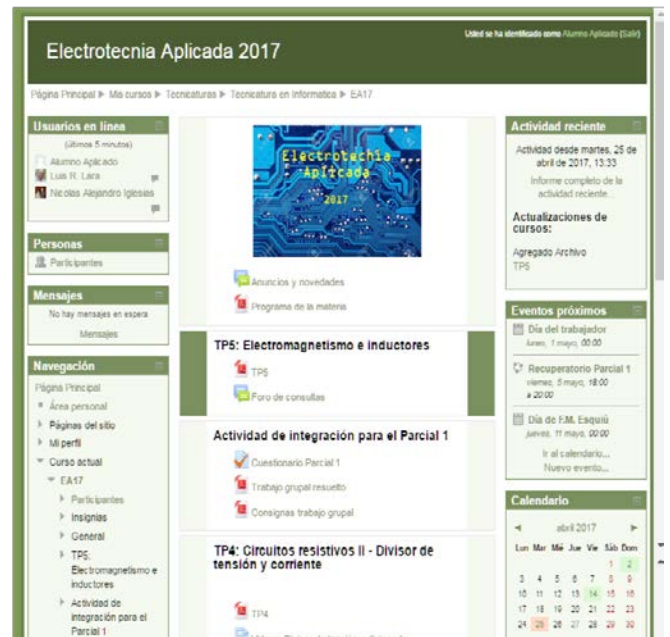 Electrotecnia Aplicada 2017
Usted se ha identificado como Alumno Aplicado (Salir)
Página Principal ▶ Mis cursos ▶ Tecnicaturas ▶ Tecnicatura en Informatica ▶ EA17
Usuarios en línea
(últimos 5 minutos)
Alumno Aplicado
Luis R. Lara
Nicolas Alejandro Iglesias
Personas
Participantes
Mensajes
No hay mensajes en espera
Mensajes
Navegación
Página Principal
Área personal
Páginas del sitio
Mi perfil
Curso actual
EA17
Participantes
Insignias
General
TP5:
Electromagnetismo e
inductores
Actividad de
integración para el
Parcial 1
Electrotechia
Aplicada
2017
Anuncios y novedades
Programa de la materia
TP5: Electromagnetismo e inductores
TP5
Foro de consultas
Actividad de integración para el Parcial 1
Cuestionario Parcial 1
Trabajo grupal resuelto
Consignas trabajo grupal
TP4: Circuitos resistivos II - Divisor de
tensión y corriente
TP4
Actividad reciente
Actividad desde martes, 25 de
abril de 2017, 13:33
Informe completo de la
actividad reciente...
Actualizaciones de
cursos:
Agregado Archivo
TP5
Eventos próximos
Día del trabajador
lunes, 1 mayo, 00:00
Recuperatorio Parcial 1
viernes, 5 mayo, 18:00
a 20:00
Día de F.M. Esquiú
jueves, 11 mayo, 00:00
Ir al calendario...
Nuevo evento...
Calendario
◄ abril 2017 ►
Lun Mar Mié Jue Vie Sáb Dom
1 2
3 4 5 6 7 8 9
10 11 12 13 14 15 16
17 18 19 20 21 22 23
24 25 26 27 28 29 30